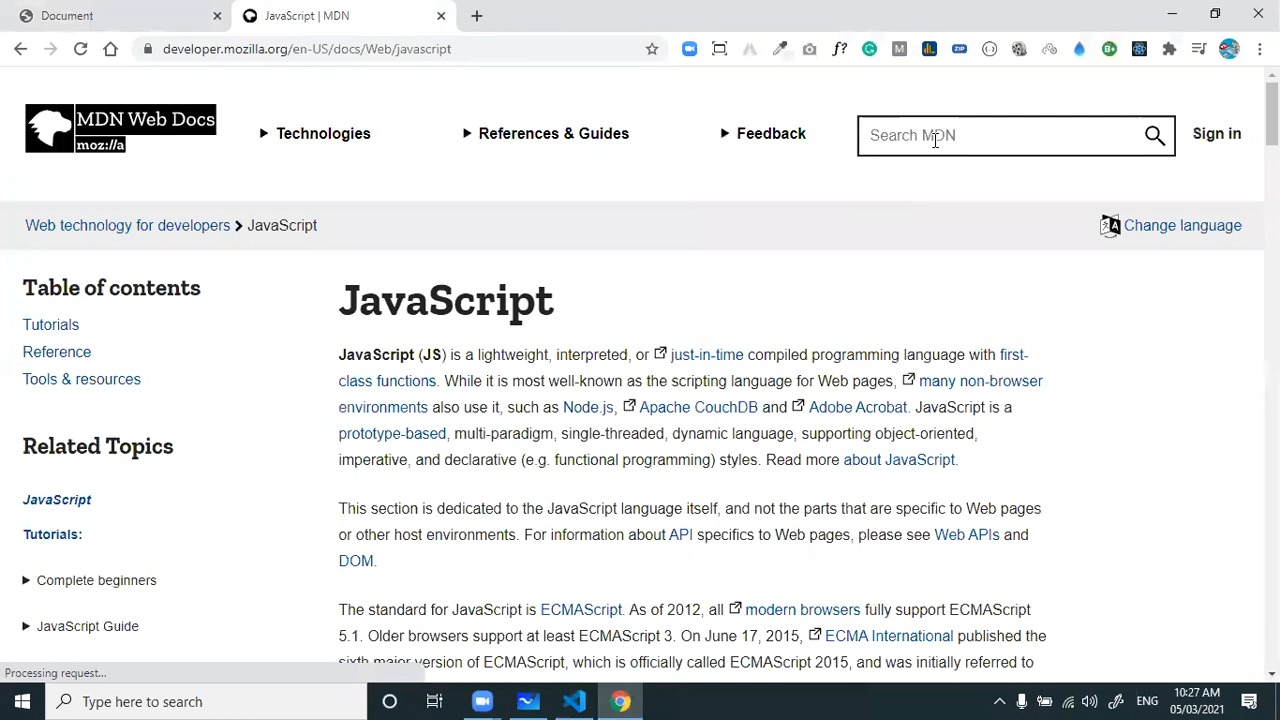 Document
JavaScript | MDN
developer.mozilla.org/en-US/docs/Web/javascript
MDN Web Docs
moz://a
Technologies
References & Guides
Feedback
Search MDN
Sign in
Web technology for developers
JavaScript
Change language
Table of contents
Tutorials
Reference
Tools & resources
Related Topics
JavaScript
Tutorials:
Complete beginners
JavaScript Guide
JavaScript
JavaScript (JS) is a lightweight, interpreted, or just-in-time compiled programming language with first-
class functions. While it is most well-known as the scripting language for Web pages, many non-browser
environments also use it, such as Node.js, Apache CouchDB and Adobe Acrobat. JavaScript is a
prototype-based, multi-paradigm, single-threaded, dynamic language, supporting object-oriented,
imperative, and declarative (e.g. functional programming) styles. Read more about JavaScript.
This section is dedicated to the JavaScript language itself, and not the parts that are specific to Web pages
or other host environments. For information about API specifics to Web pages, please see Web APIs and
DOM.
The standard for JavaScript is ECMAScript. As of 2012, all modern browsers fully support ECMAScript
5.1. Older browsers support at least ECMAScript 3. On June 17, 2015, ECMA International published the
sixth major version of ECMAScript, which is officially called ECMAScript 2015, and was initially referred to
Processing request...
Type here to search
ENG
10:27 AM
05/03/2021